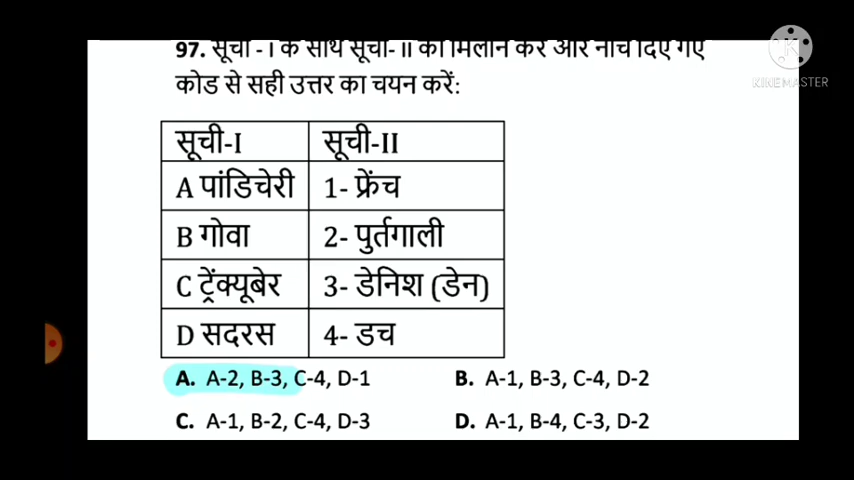 97. सूची - I के साथ सूची- II का मिलान करें और नीचे दिए गए
कोड से सही उत्तर का चयन करें:
सूची-I सूची-II
A पांडिचेरी 1- फ्रेंच
B गोवा 2- पुर्तगाली
C ट्रेंक्यूबेर 3- डेनिश (डेन)
D सदरस 4- डच
A. A-2, B-3, C-4, D-1 B. A-1, B-3, C-4, D-2
C. A-1, B-2, C-4, D-3 D. A-1, B-4, C-3, D-2
KINEMASTER